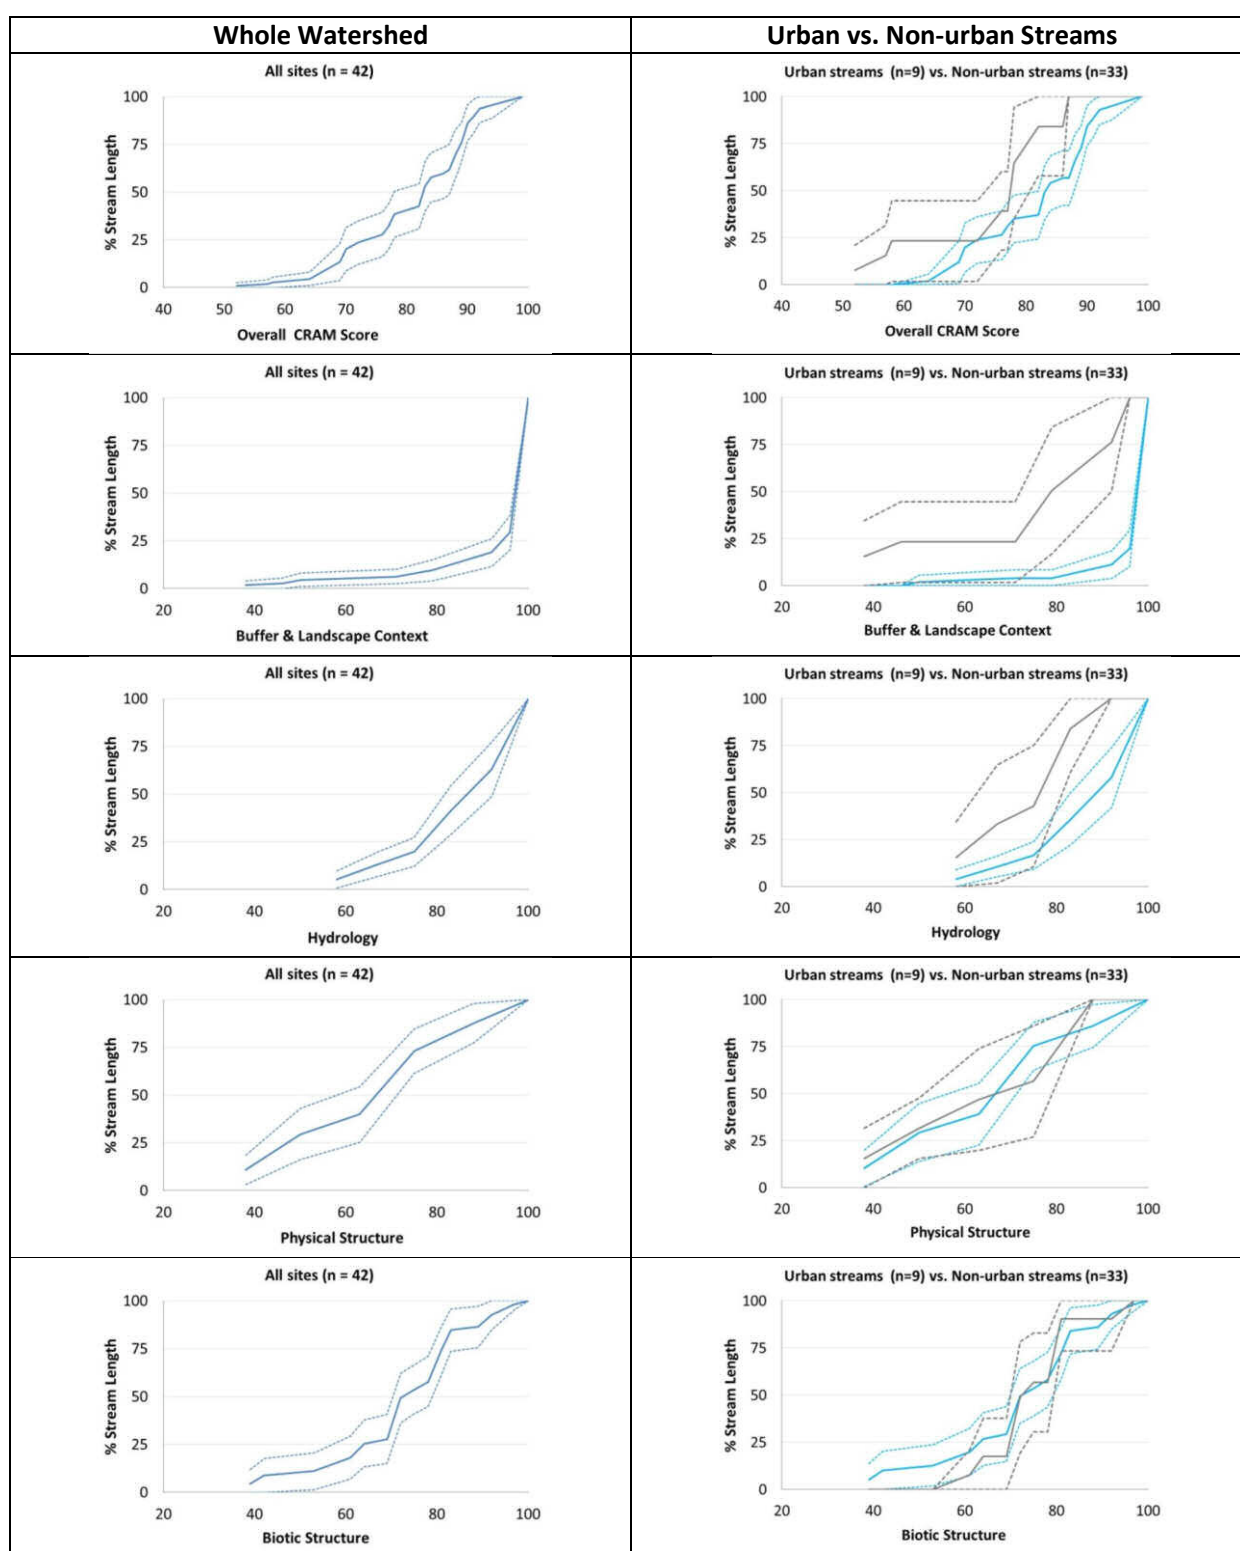 Whole Watershed
Urban vs. Non-urban Streams
All sites (n = 42)
% Stream Length
100
75
50
25
0
40 50 60 70 80 90 100
Overall CRAM Score
Urban streams (n=9) vs. Non-urban streams (n=33)
% Stream Length
100
75
50
25
0
40 50 60 70 80 90 100
Overall CRAM Score
All sites (n = 42)
% Stream Length
100
75
50
25
0
20 40 60 80 100
Buffer & Landscape Context
Urban streams (n=9) vs. Non-urban streams (n=33)
% Stream Length
100
75
50
25
0
20 40 60 80 100
Buffer & Landscape Context
All sites (n = 42)
% Stream Length
100
75
50
25
0
20 40 60 80 100
Hydrology
Urban streams (n=9) vs. Non-urban streams (n=33)
% Stream Length
100
75
50
25
0
20 40 60 80 100
Hydrology
All sites (n = 42)
% Stream Length
100
75
50
25
0
20 40 60 80 100
Physical Structure
Urban streams (n=9) vs. Non-urban streams (n=33)
% Stream Length
100
75
50
25
0
20 40 60 80 100
Physical Structure
All sites (n = 42)
% Stream Length
100
75
50
25
0
20 40 60 80 100
Biotic Structure
Urban streams (n=9) vs. Non-urban streams (n=33)
% Stream Length
100
75
50
25
0
20 40 60 80 100
Biotic Structure